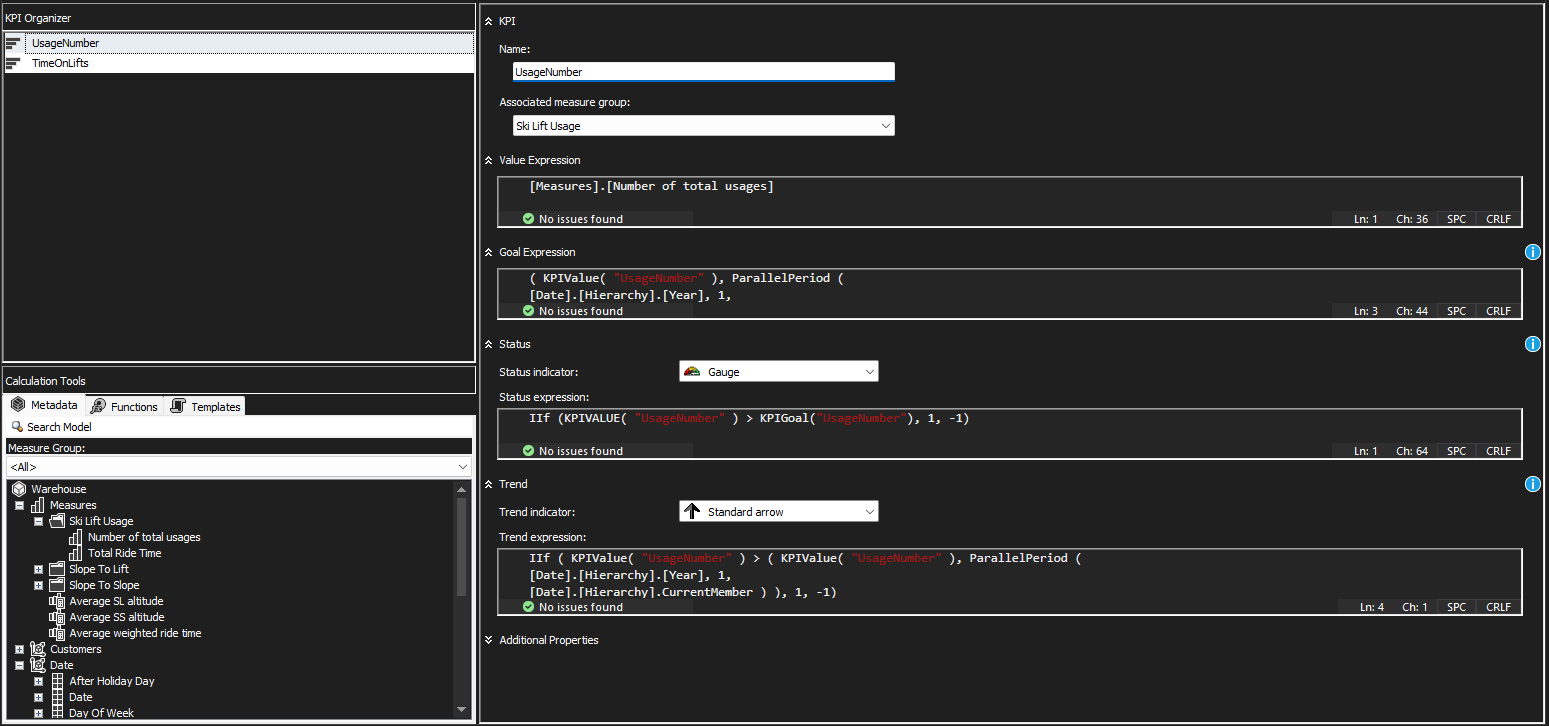 KPI Organizer
UsageNumber
TimeOnLifts
Calculation Tools
Metadata
Functions
Templates
Search Model
Measure Group:
<All>
Warehouse
Measures
Ski Lift Usage
Number of total usages
Total Ride Time
Slope To Lift
Slope To Slope
Average SL altitude
Average SS altitude
Average weighted ride time
Customers
Date
After Holiday Day
Date
Day Of Week
KPI
Name:
UsageNumber
Associated measure group:
Ski Lift Usage
Value Expression
[Measures].[Number of total usages]
No issues found Ln: 1 Ch: 36 SPC CRLF
Goal Expression
( KPIValue( "UsageNumber" ), ParallelPeriod (
[Date].[Hierarchy].[Year], 1,
No issues found Ln: 3 Ch: 44 SPC CRLF
Status
Status indicator: Gauge
Status expression:
IIf (KPIVALUE( "UsageNumber" ) > KPIGoal("UsageNumber"), 1, -1)
No issues found Ln: 1 Ch: 64 SPC CRLF
Trend
Trend indicator: Standard arrow
Trend expression:
IIf ( KPIValue( "UsageNumber" ) > ( KPIValue( "UsageNumber" ), ParallelPeriod (
[Date].[Hierarchy].[Year], 1,
[Date].[Hierarchy].CurrentMember ) ), 1, -1)
No issues found Ln: 4 Ch: 1 SPC CRLF
Additional Properties